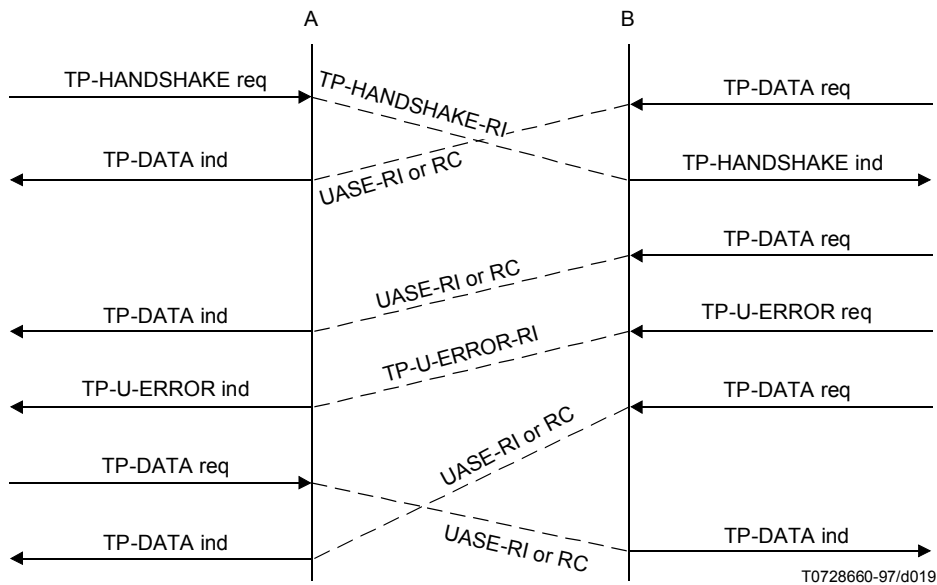 A
B
TP-HANDSHAKE req
TP-HANDSHAKE-RI
TP-DATA req
TP-DATA ind
UASE-RI or RC
TP-HANDSHAKE ind
TP-DATA req
UASE-RI or RC
TP-DATA ind
TP-U-ERROR req
TP-U-ERROR-RI
TP-U-ERROR ind
TP-DATA req
UASE-RI or RC
TP-DATA req
TP-DATA ind
UASE-RI or RC
TP-DATA ind
T0728660-97/d019